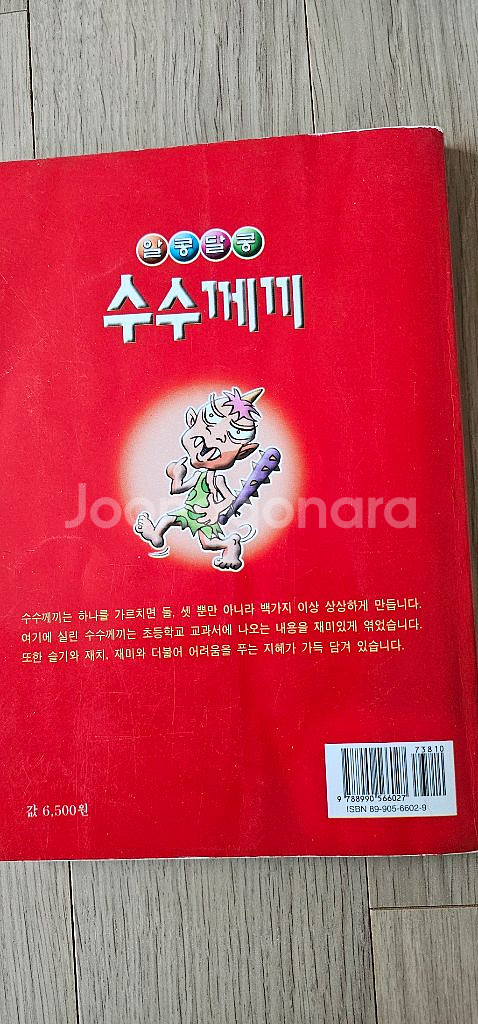 알콩달콩
수수께끼
Joonggonara
수수께끼는 하나를 가르치면 둘, 셋 뿐만 아니라 백가지 이상 상상하게 만듭니다.
여기에 실린 수수께끼는 초등학교 교과서에 나오는 내용을 재미있게 엮었습니다.
또한 슬기와 재치, 재미와 더불어 어려움을 푸는 지혜가 가득 담겨 있습니다.
73810
9 788990 566027
ISBN 89-905-6602-9
값 6,500원